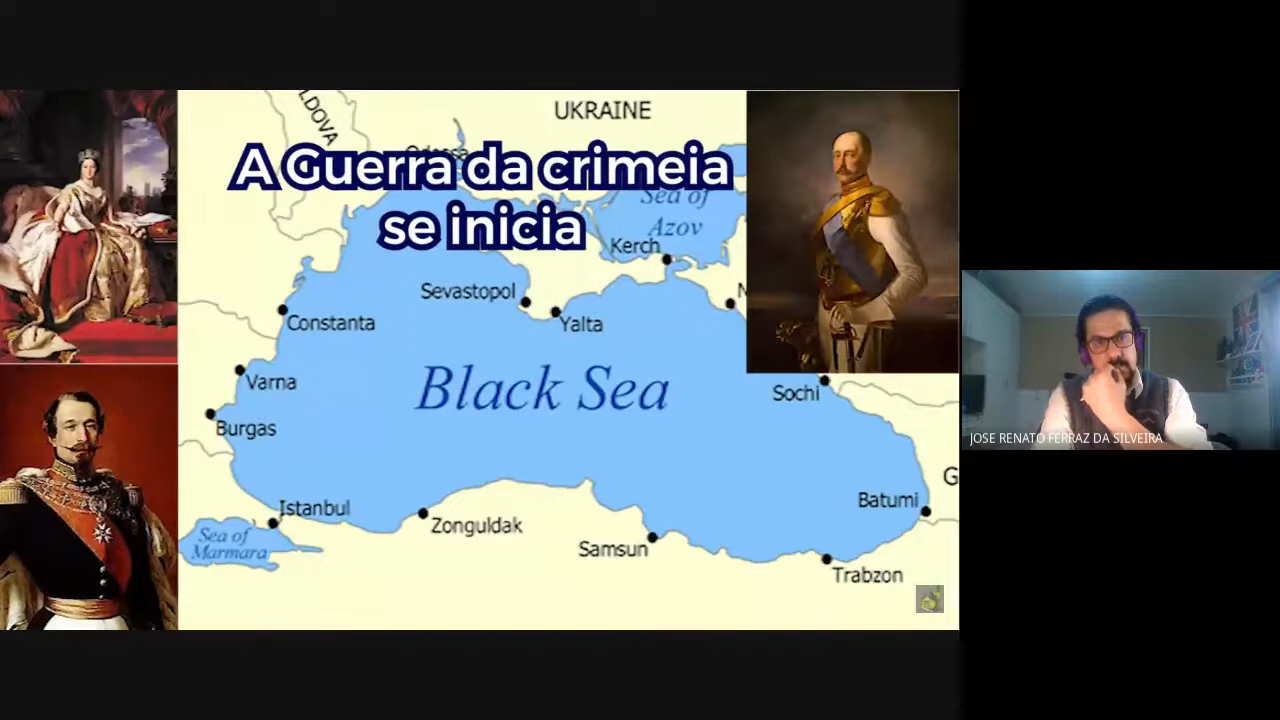 UKRAINE
A Guerra da crimeia
se inicia
Sea of
Azov
Kerch
Sevastopol
Yalta
Constanta
Varna
Black Sea
Sochi
Burgas
Istanbul
Batumi
Zonguldak
Sea of
Marmara
Samsun
Trabzon
JOSE RENATO FERRAZ DA SILVEIRA